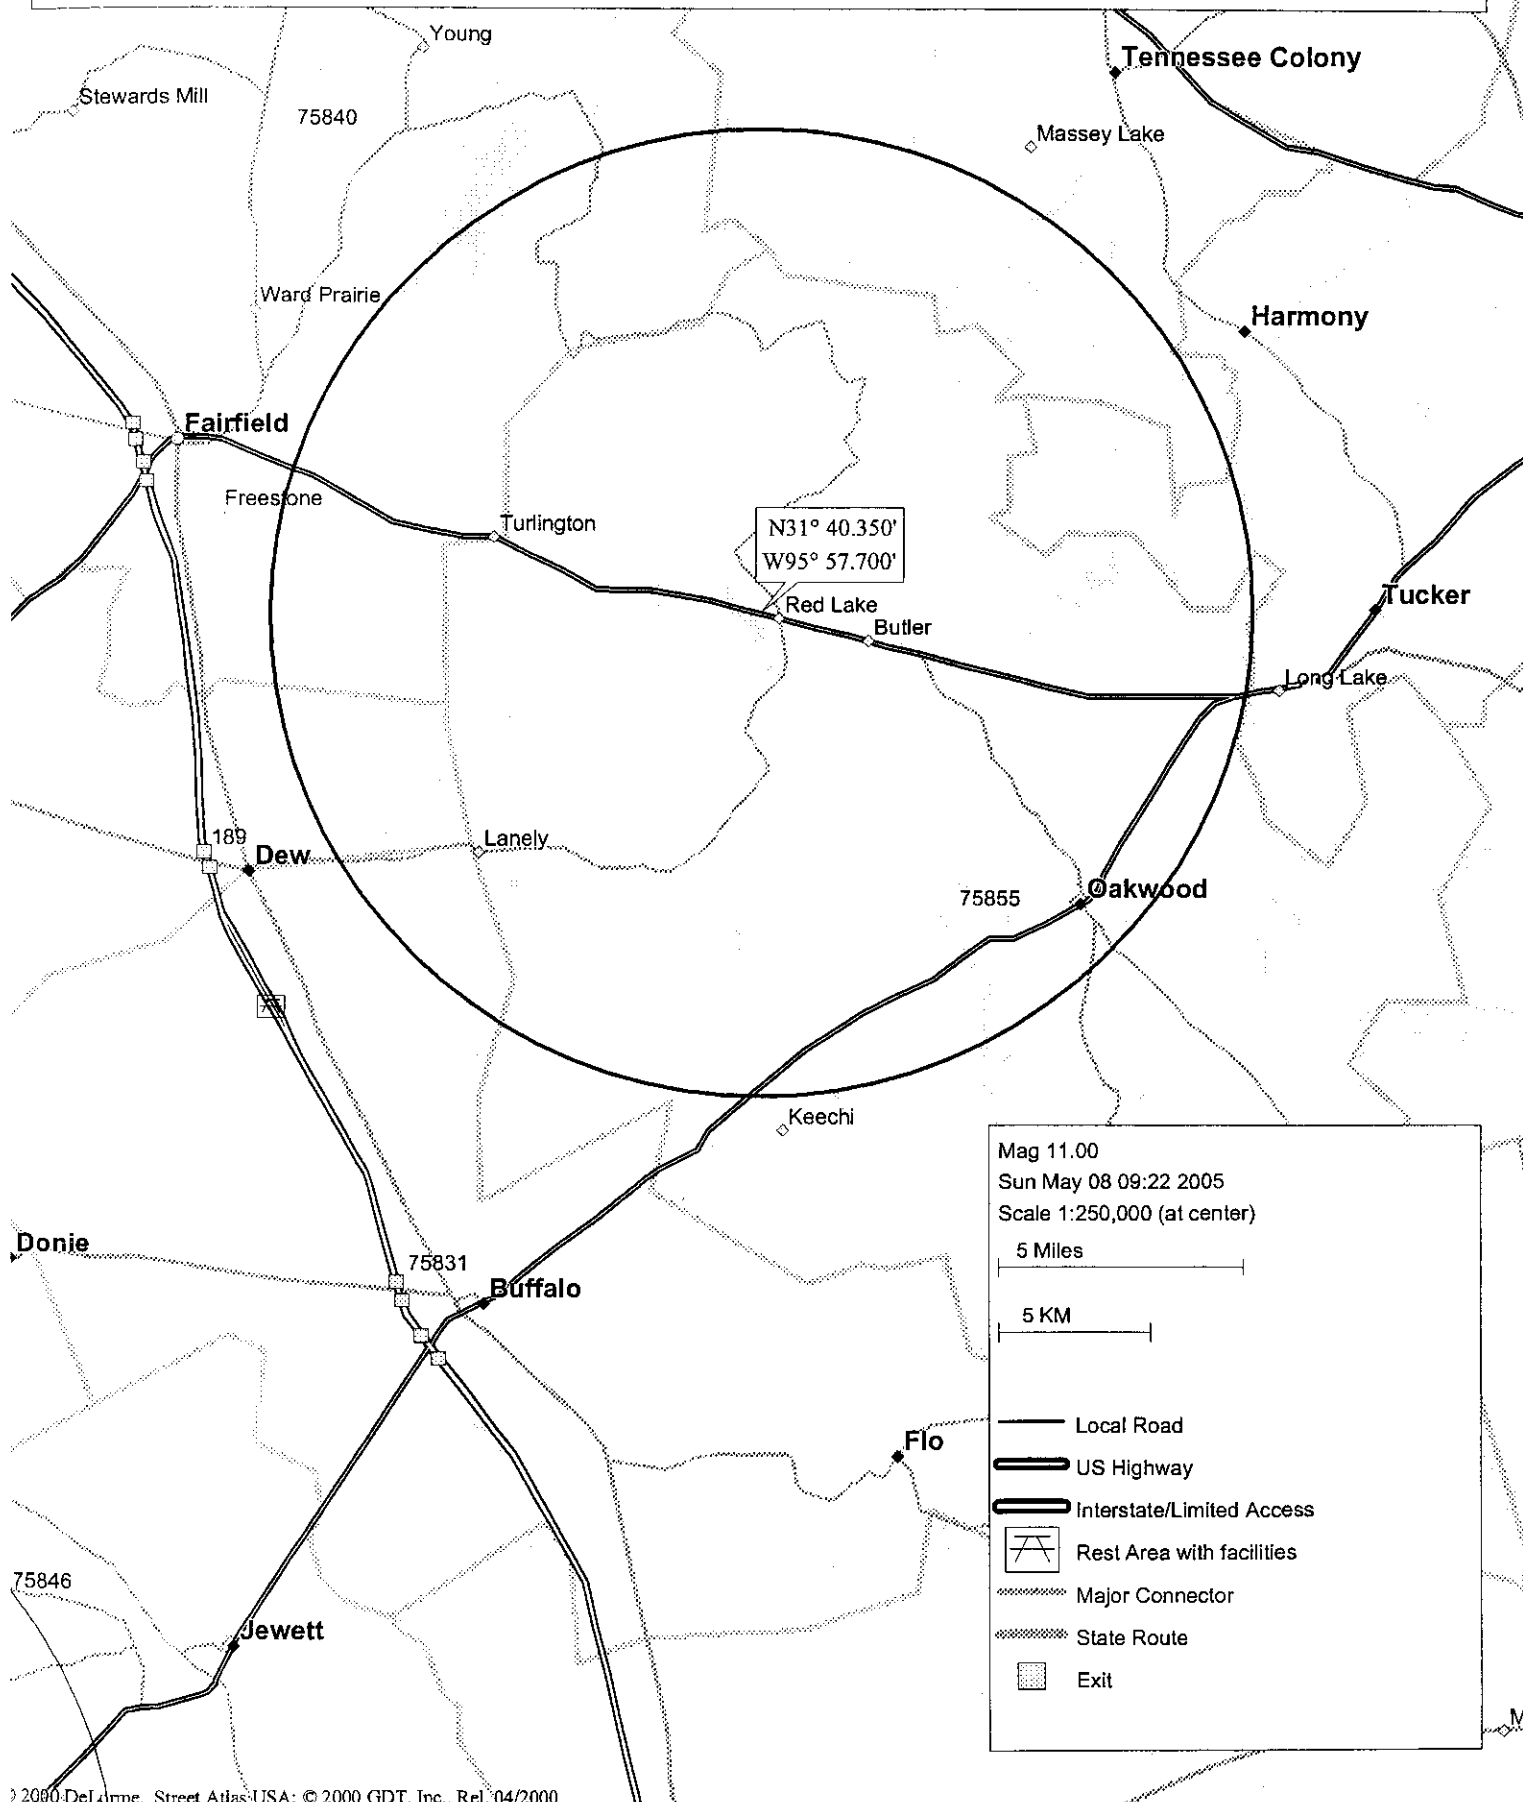 Young
Tennessee Colony
Stewards Mill
75840
Massey Lake
Ward Prairie
Harmony
Fairfield
Freestone
Turlington
N31° 40.350'
W95° 57.700'
Red Lake
Tucker
Butler
Long Lake
189
Dew
Lanely
75855
Oakwood
Keechi
Mag 11.00
Sun May 08 09:22 2005
Scale 1:250,000 (at center)
5 Miles
5 KM
Donie
75831
Buffalo
Flo
Local Road
US Highway
Interstate/Limited Access
Rest Area with facilities
Major Connector
State Route
Exit
75846
Jewett
M
2000 DeLorme. Street Atlas USA; © 2000 GDT, Inc., Rel. 04/2000